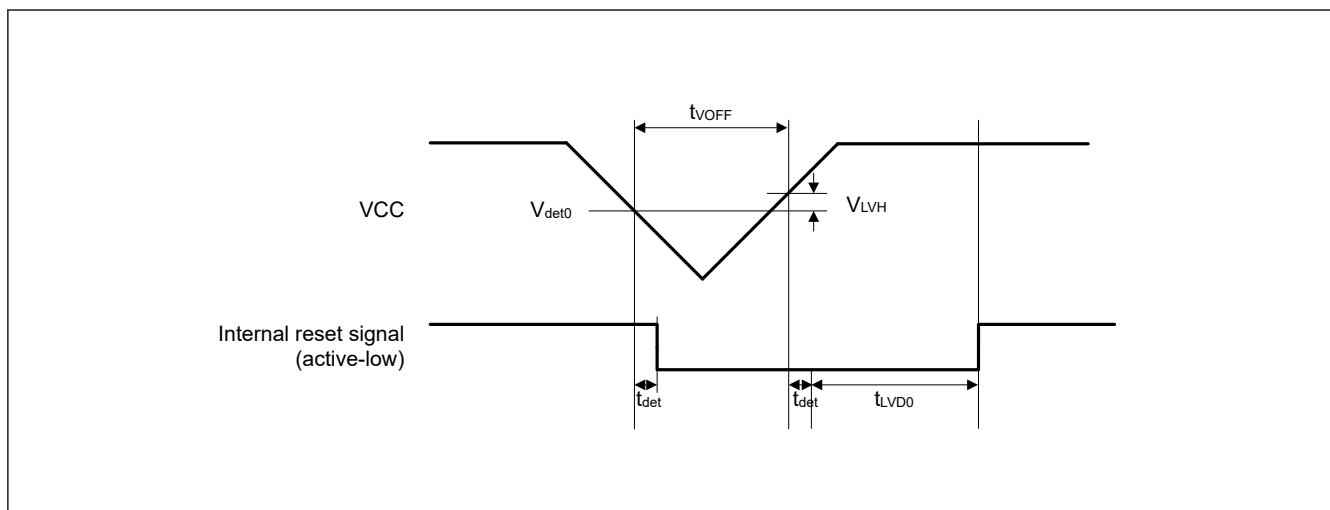 tVOFF
VCC
Vdet0
VLVH
Internal reset signal
(active-low)
tdet
tdet
tLVD0